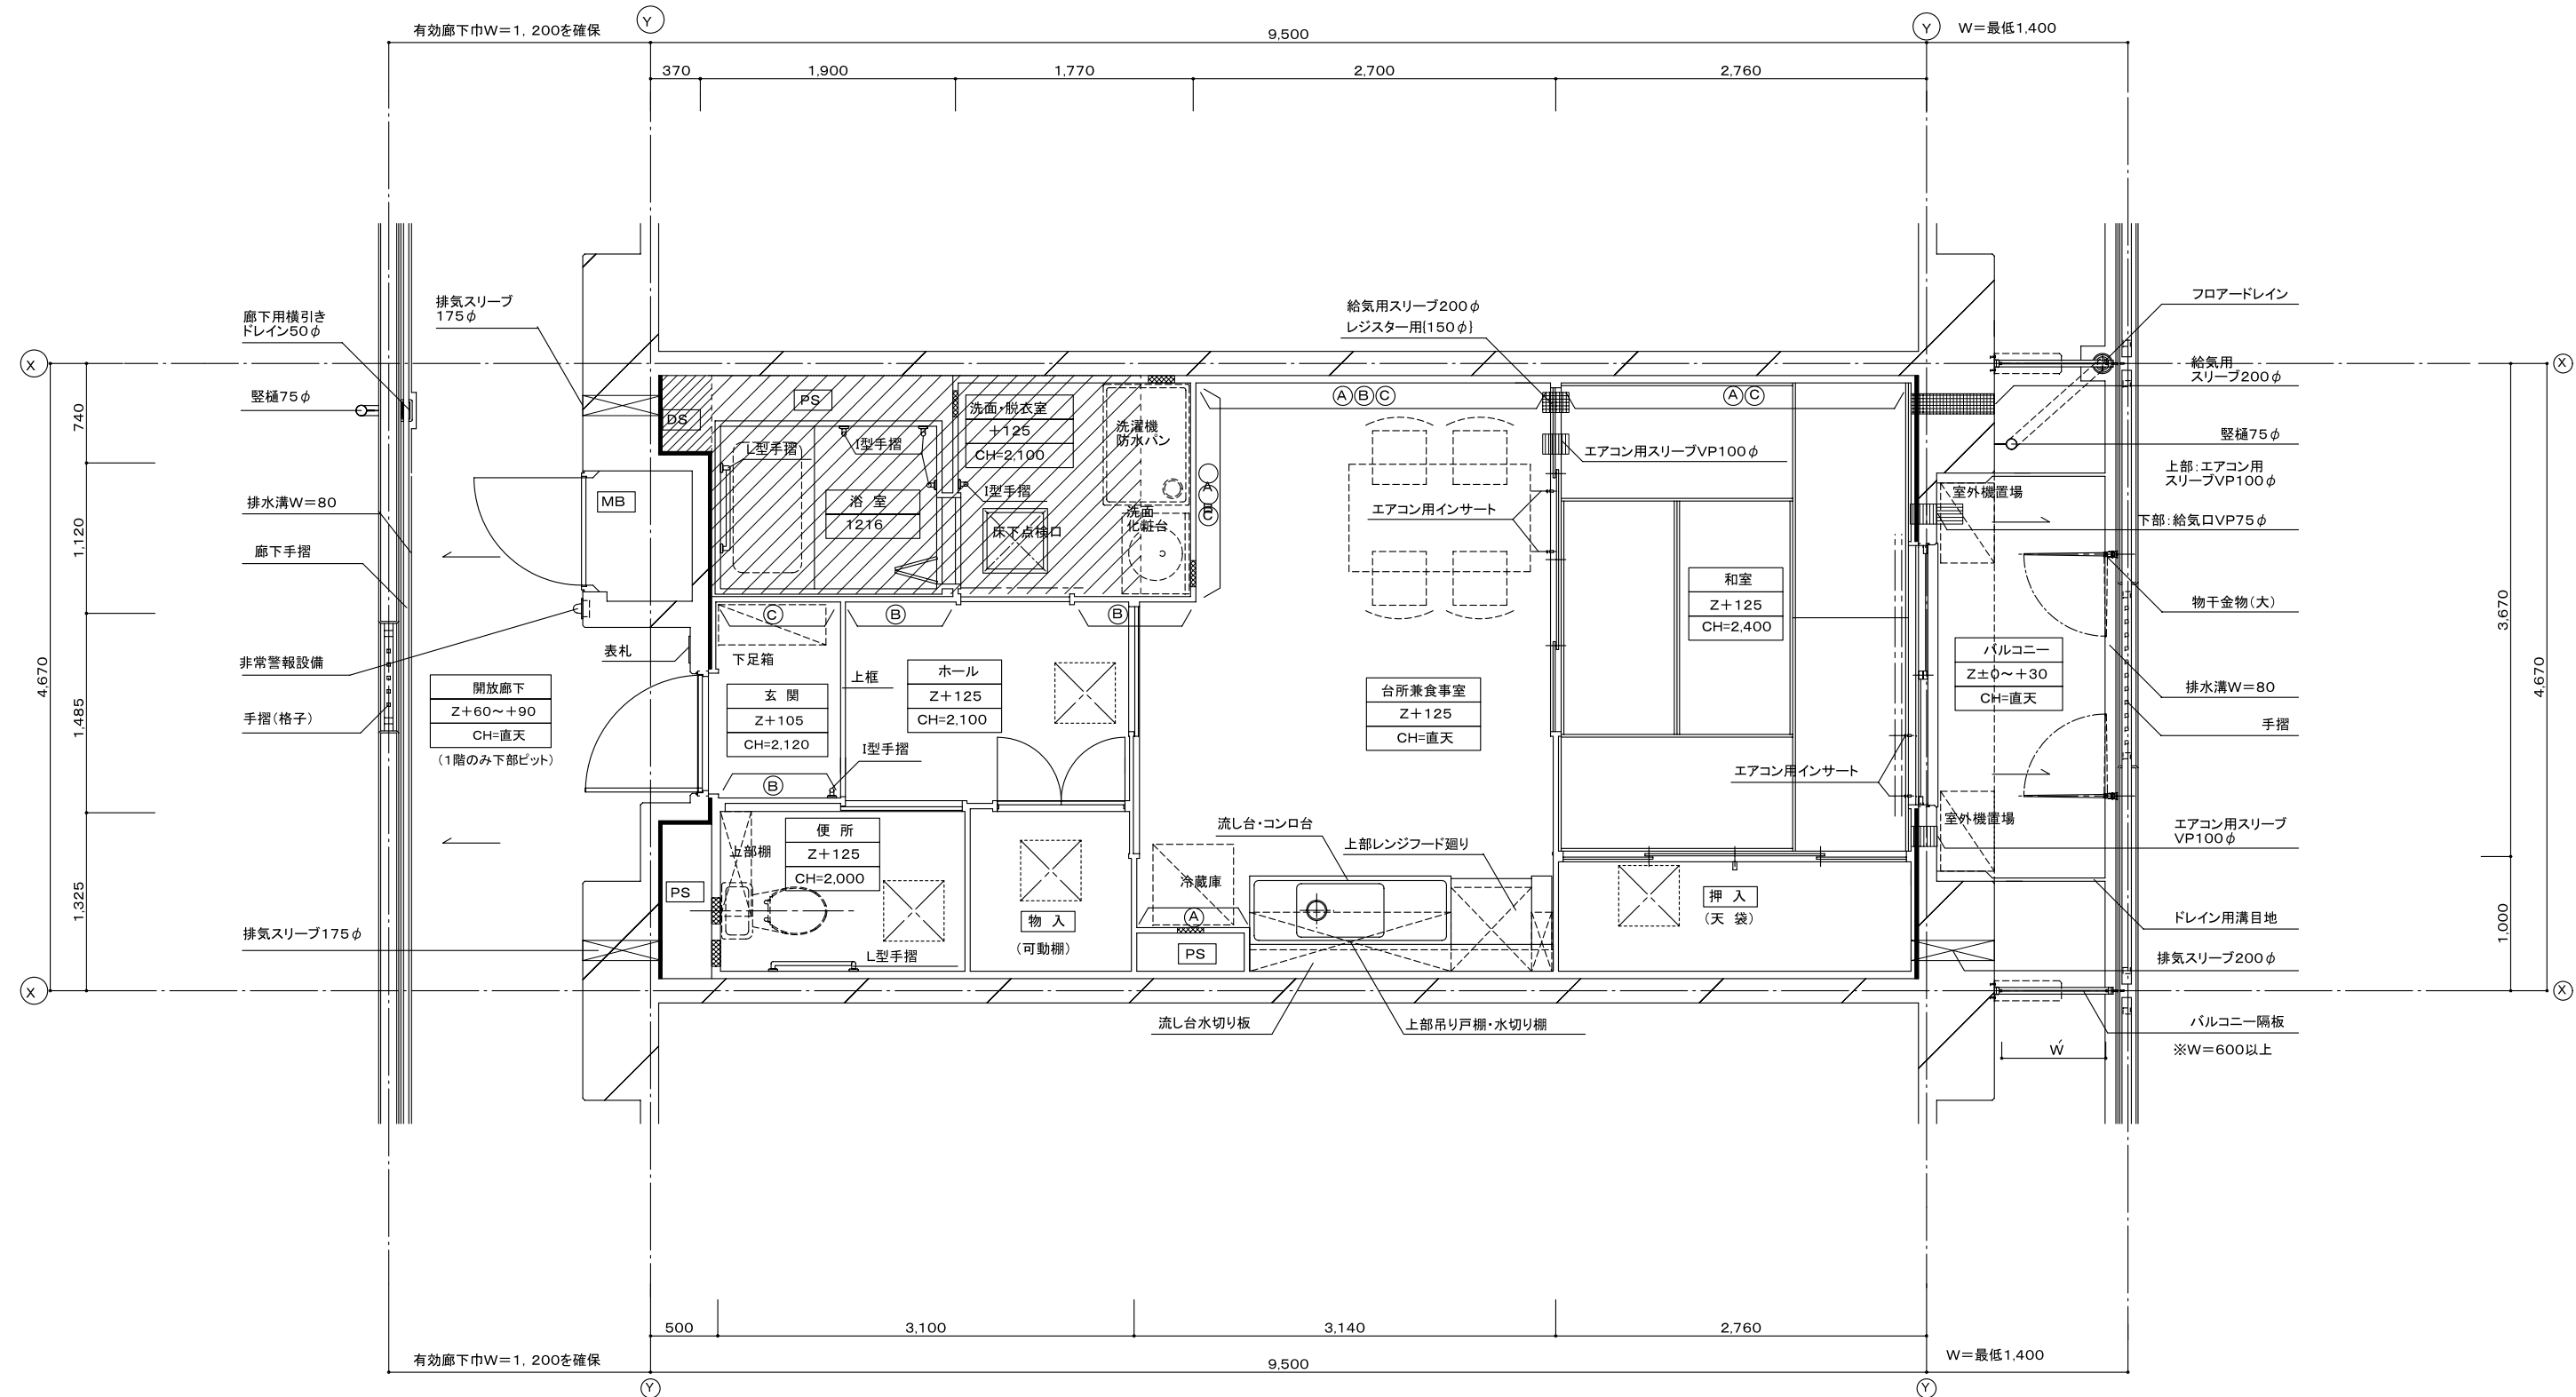 Y
Y
有効廊下巾W=1, 200を確保
9,500
W=最低1,400
370
1,900
1,770
2,700
2,760
廊下用横引き
ドレイン50φ
排気スリーブ
175φ
給気用スリーブ200φ
レジスター用{150φ}
フロアードレイン
X
X
給気用
スリーブ200φ
竪樋75φ
竪樋75φ
740
1,120
1,485
1,325
4,670
排水溝W=80
廊下手摺
非常警報設備
手摺(格子)
排気スリーブ175φ
MB
DS
PS
L型手摺
I型手摺
浴 室
1216
洗面・脱衣室
+125
CH=2,100
I型手摺
床下点検口
洗濯機
防水パン
洗面
化粧台
A
B
C
A
B
C
A
C
エアコン用スリーブVP100φ
エアコン用インサート
上部:エアコン用
スリーブVP100φ
下部:給気口VP75φ
室外機置場
物干金物(大)
表札
C
B
B
下足箱
上框
開放廊下
Z+60~+90
CH=直天
(1階のみ下部ピット)
玄 関
Z+105
CH=2,120
ホール
Z+125
CH=2,100
B
I型手摺
台所兼食事室
Z+125
CH=直天
和室
Z+125
CH=2,400
バルコニー
Z±0~+30
CH=直天
排水溝W=80
手摺
3,670
4,670
1,000
エアコン用インサート
室外機置場
エアコン用スリーブ
VP100φ
便 所
Z+125
CH=2,000
上部棚
PS
L型手摺
物 入
(可動棚)
冷蔵庫
A
PS
流し台・コンロ台
上部レンジフード廻り
押 入
(天 袋)
ドレイン用溝目地
排気スリーブ200φ
X
X
流し台水切り板
上部吊り戸棚・水切り棚
バルコニー隔板
※W=600以上
W
500
3,100
3,140
2,760
有効廊下巾W=1, 200を確保
9,500
W=最低1,400
Y
Y